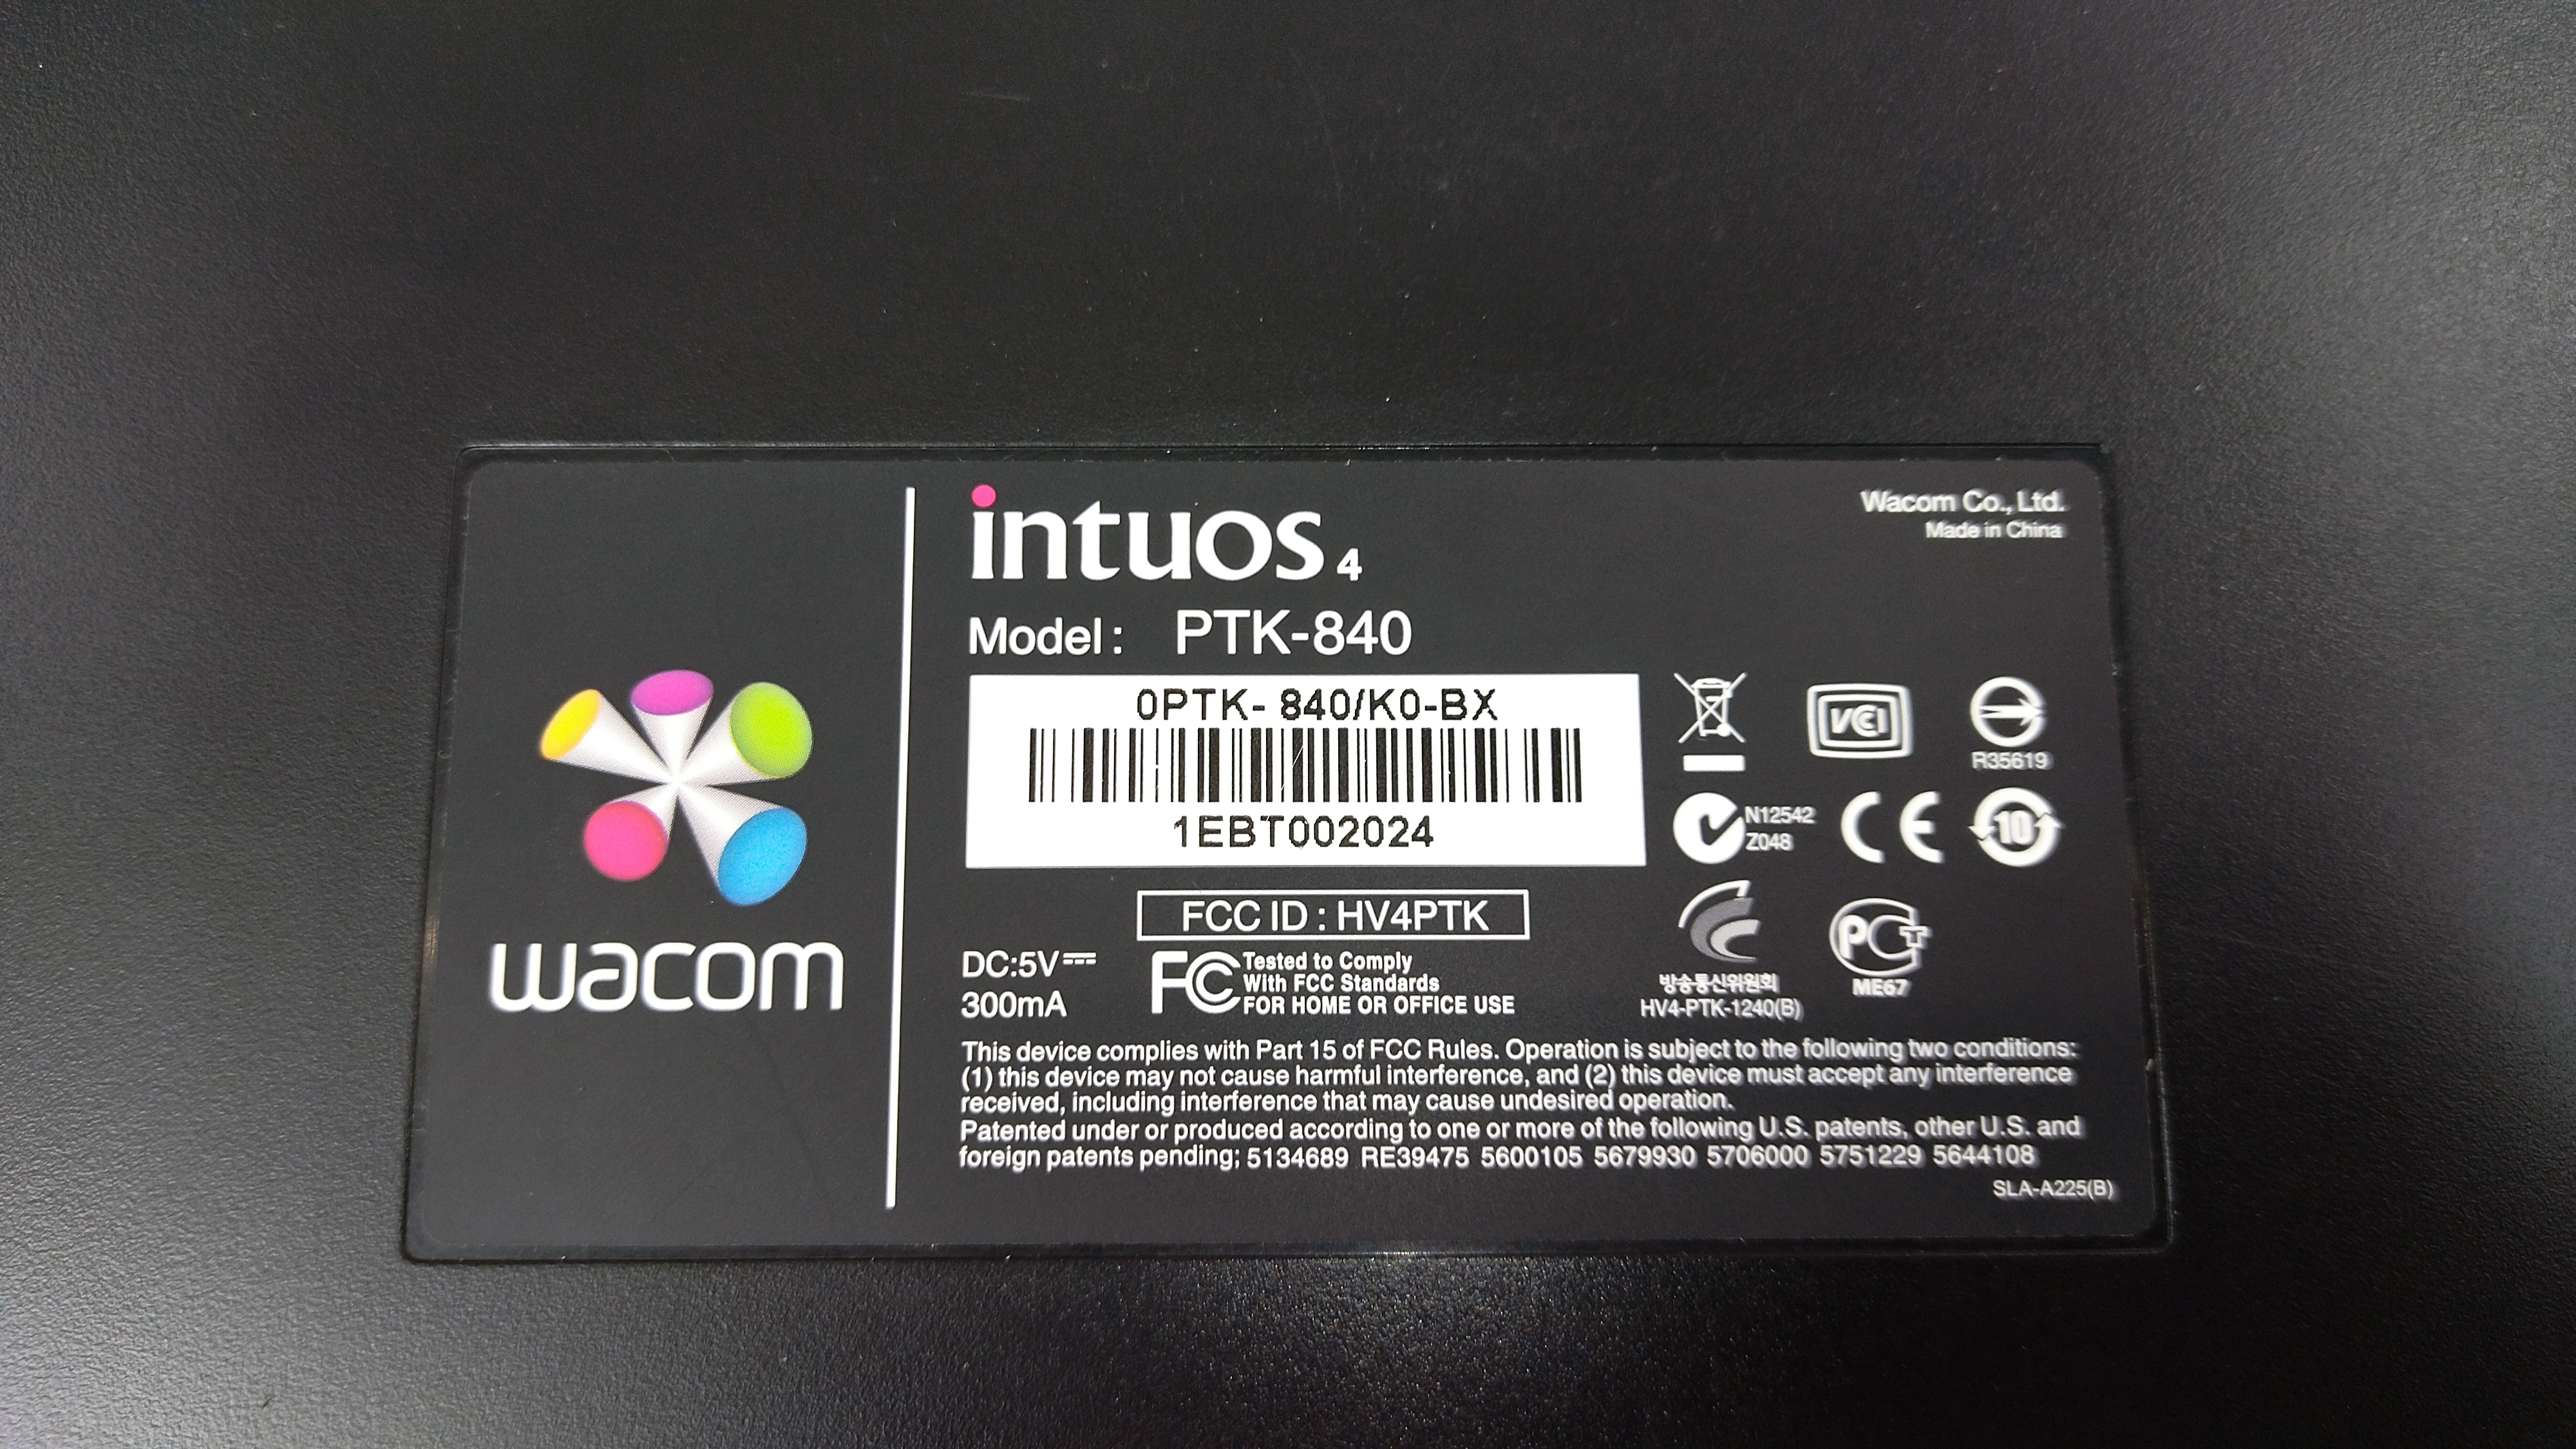 intuos 4
Wacom Co., Ltd.
Made in China
Model : PTK-840
0PTK- 840/K0-BX
1EBT002024
VCI
R35619
N12542
Z048
CE
10
FCC ID : HV4PTK
DC:5V
300mA
FC Tested to Comply
With FCC Standards
FOR HOME OR OFFICE USE
방송통신위원회
HV4-PTK-1240(B)
PCT
ME67
wacom
This device complies with Part 15 of FCC Rules. Operation is subject to the following two conditions:
(1) this device may not cause harmful interference, and (2) this device must accept any interference
received, including interference that may cause undesired operation.
Patented under or produced according to one or more of the following U.S. patents, other U.S. and
foreign patents pending; 5134689 RE39475 5600105 5679930 5706000 5751229 5644108
SLA-A225(B)